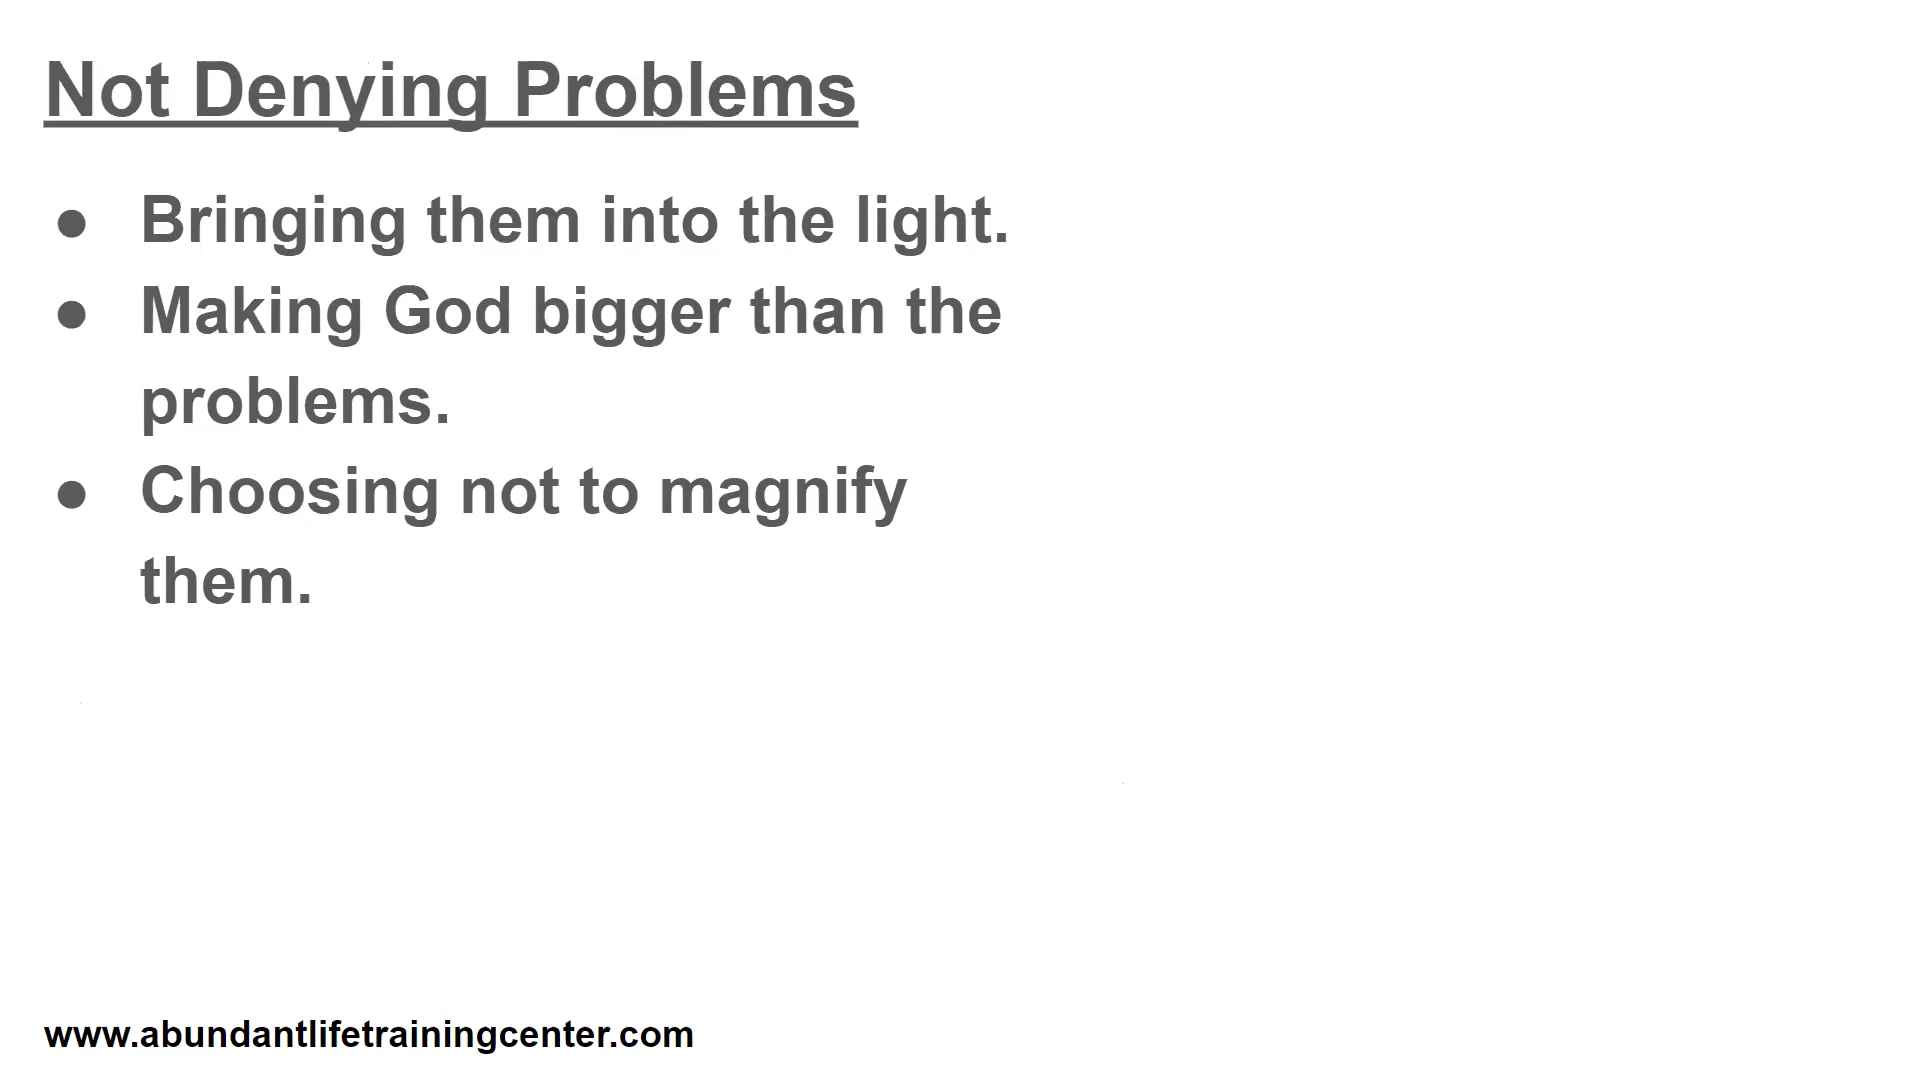 Not Denying Problems
● Bringing them into the light.
● Making God bigger than the
problems.
● Choosing not to magnify
them.
www.abundantlifetrainingcenter.com